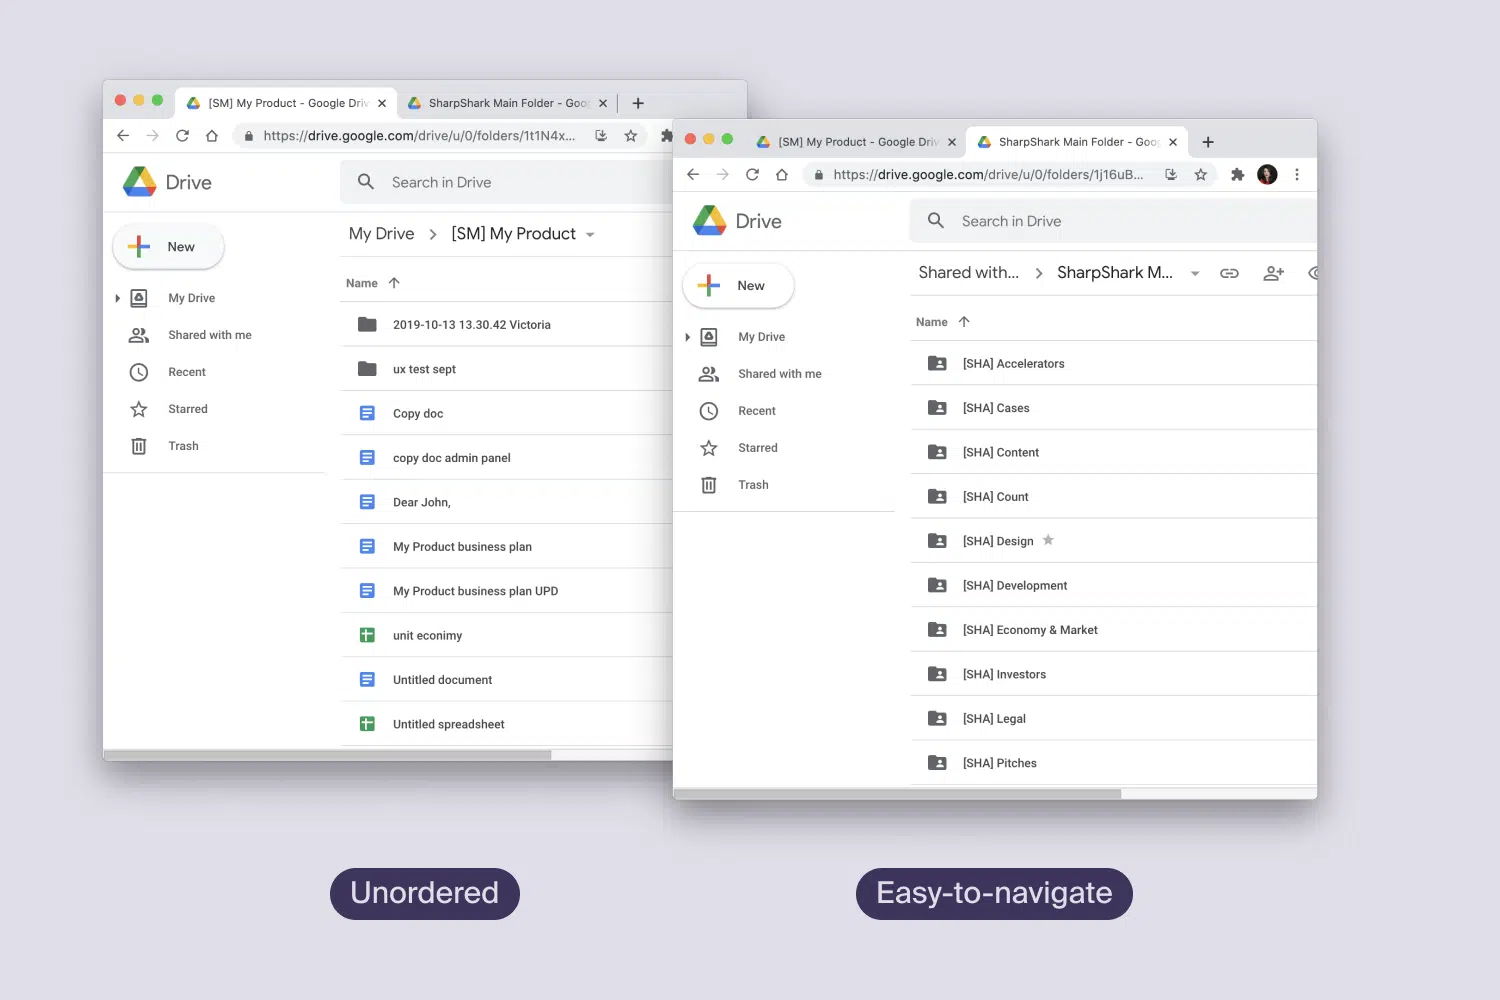 [SM] My Product - Google Driv
SharpShark Main Folder - Goo
https://drive.google.com/drive/u/0/folders/1t1N4x...
Drive
Search in Drive
New
My Drive
Shared with me
Recent
Starred
Trash
My Drive > [SM] My Product
Name
2019-10-13 13.30.42 Victoria
ux test sept
Copy doc
copy doc admin panel
Dear John,
My Product business plan
My Product business plan UPD
unit econimy
Untitled document
Untitled spreadsheet
[SM] My Product - Google Driv
SharpShark Main Folder - Goo
https://drive.google.com/drive/u/0/folders/1j16uB...
Drive
Search in Drive
New
My Drive
Shared with me
Recent
Starred
Trash
Shared with... > SharpShark M...
Name
[SHA] Accelerators
[SHA] Cases
[SHA] Content
[SHA] Count
[SHA] Design
[SHA] Development
[SHA] Economy & Market
[SHA] Investors
[SHA] Legal
[SHA] Pitches
Unordered
Easy-to-navigate